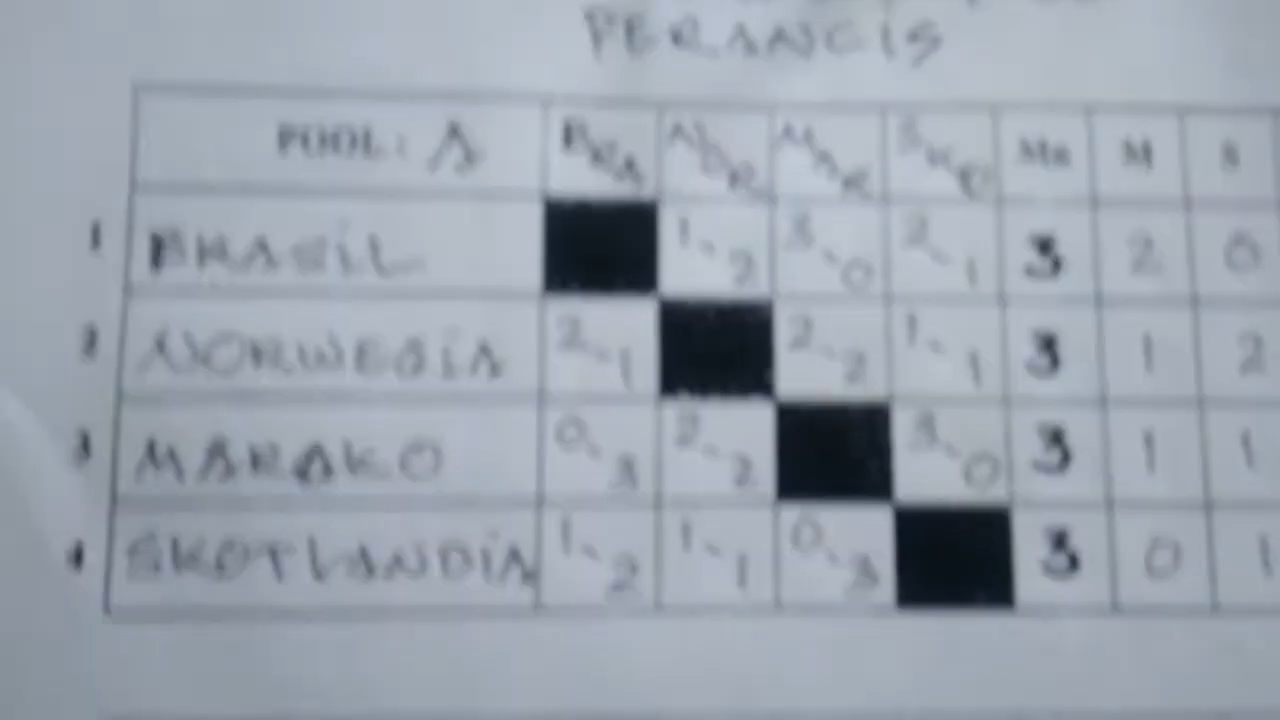 PERANCIS
POOL: A BRA NOR MAR SKO Ma M S
1 BRASIL 1-2 3-0 2-1 3 2 0
2 NORWEGIA 2-1 2-2 1-1 3 1 2
3 MARAKO 0-3 2-2 3-0 3 1 1
4 SKOTLANDIA 1-2 1-1 0-3 3 0 1